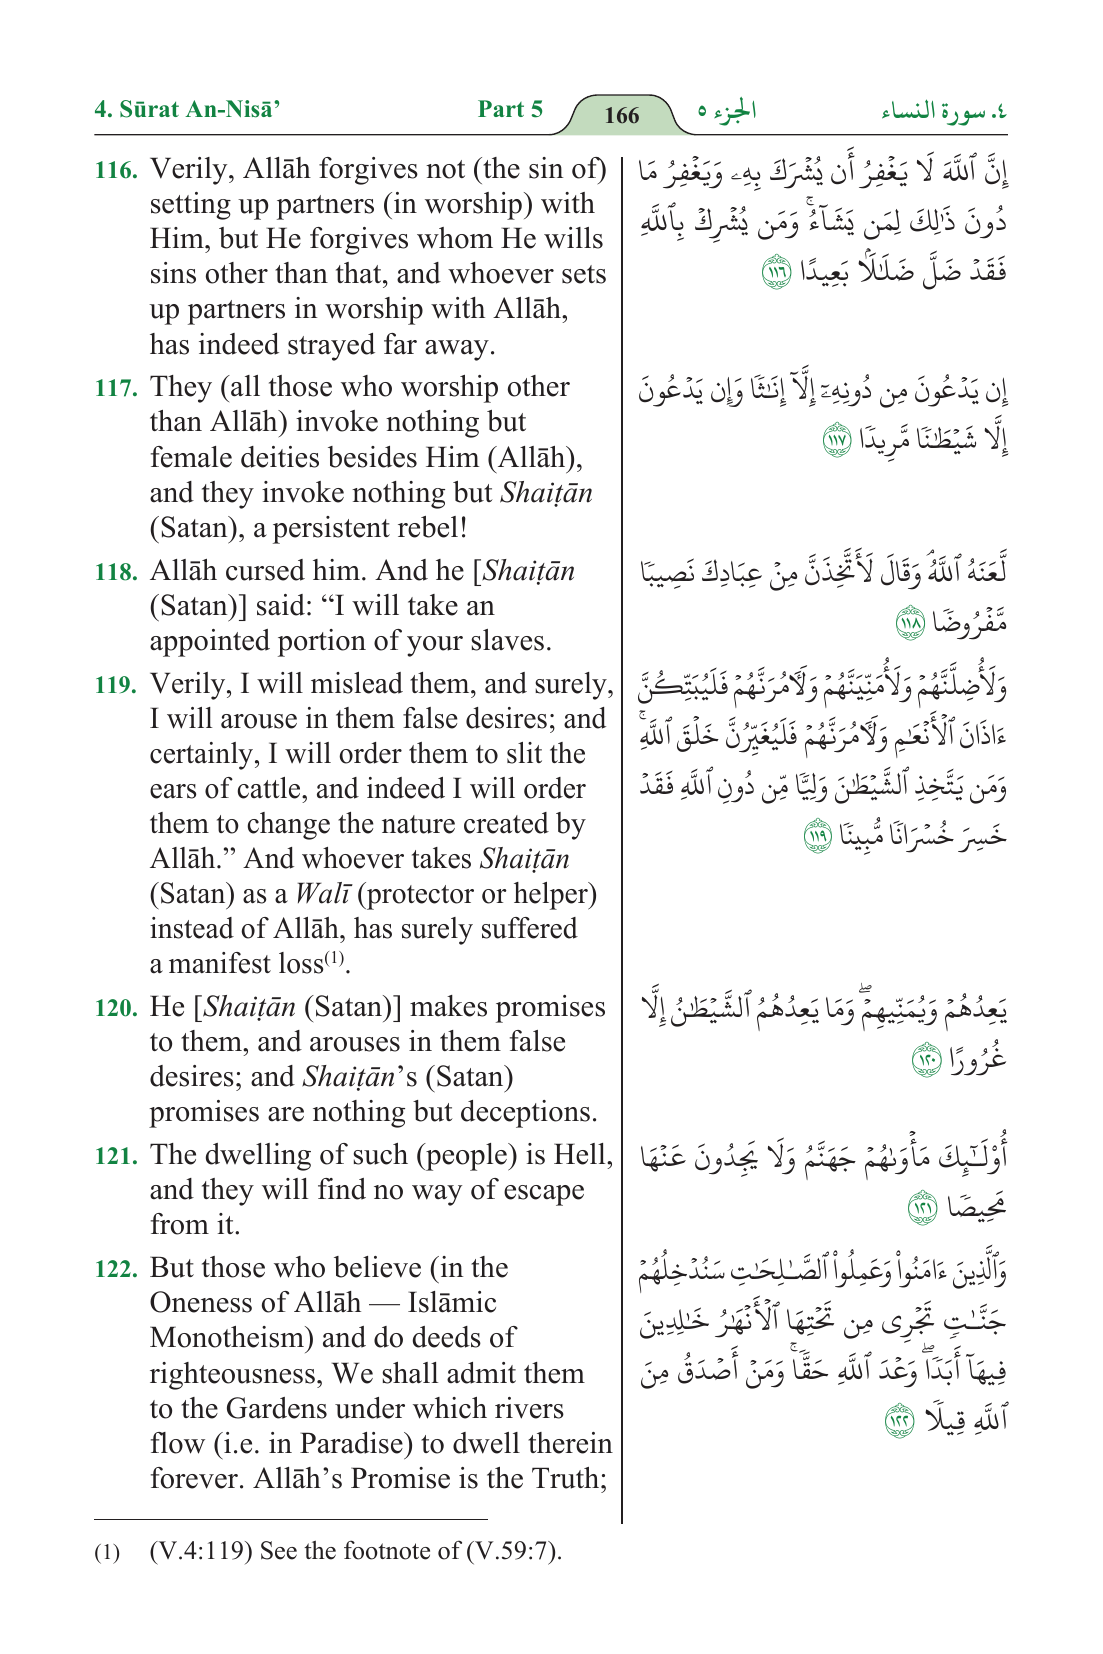 4. Sūrat An-Nisā’ Part 5 166 الجزء ٥ ٤. سورة النساء
116. Verily, Allāh forgives not (the sin of)
setting up partners (in worship) with
Him, but He forgives whom He wills
sins other than that, and whoever sets
up partners in worship with Allāh,
has indeed strayed far away.
117. They (all those who worship other
than Allāh) invoke nothing but
female deities besides Him (Allāh),
and they invoke nothing but Shaiṭān
(Satan), a persistent rebel!
118. Allāh cursed him. And he [Shaiṭān
(Satan)] said: “I will take an
appointed portion of your slaves.
119. Verily, I will mislead them, and surely,
I will arouse in them false desires; and
certainly, I will order them to slit the
ears of cattle, and indeed I will order
them to change the nature created by
Allāh.” And whoever takes Shaiṭān
(Satan) as a Walī (protector or helper)
instead of Allāh, has surely suffered
a manifest loss(1).
120. He [Shaiṭān (Satan)] makes promises
to them, and arouses in them false
desires; and Shaiṭān’s (Satan)
promises are nothing but deceptions.
121. The dwelling of such (people) is Hell,
and they will find no way of escape
from it.
122. But those who believe (in the
Oneness of Allāh — Islāmic
Monotheism) and do deeds of
righteousness, We shall admit them
to the Gardens under which rivers
flow (i.e. in Paradise) to dwell therein
forever. Allāh’s Promise is the Truth;
إِنَّ ٱللَّهَ لَا يَغْفِرُ أَن يُشْرَكَ بِهِۦ وَيَغْفِرُ مَا
دُونَ ذَٰلِكَ لِمَن يَشَآءُ ۚ وَمَن يُشْرِكْ بِٱللَّهِ
فَقَدْ ضَلَّ ضَلَـٰلًۢا بَعِيدًا ١١٦
إِن يَدْعُونَ مِن دُونِهِۦٓ إِلَّآ إِنَـٰثًا وَإِن يَدْعُونَ
إِلَّا شَيْطَـٰنًا مَّرِيدًا ١١٧
لَّعَنَهُ ٱللَّهُ ۘ وَقَالَ لَأَتَّخِذَنَّ مِنْ عِبَادِكَ نَصِيبًا
مَّفْرُوضًا ١١٨
وَلَأُضِلَّنَّهُمْ وَلَأُمَنِّيَنَّهُمْ وَلَـَٔامُرَنَّهُمْ فَلَيُبَتِّكُنَّ
ءَاذَانَ ٱلْأَنْعَـٰمِ وَلَـَٔامُرَنَّهُمْ فَلَيُغَيِّرُنَّ خَلْقَ ٱللَّهِ ۚ
وَمَن يَتَّخِذِ ٱلشَّيْطَـٰنَ وَلِيًّا مِّن دُونِ ٱللَّهِ فَقَدْ
خَسِرَ خُسْرَانًا مُّبِينًا ١١٩
يَعِدُهُمْ وَيُمَنِّيهِمْ ۖ وَمَا يَعِدُهُمُ ٱلشَّيْطَـٰنُ إِلَّا
غُرُورًا ١٢٠
أُو۟لَـٰٓئِكَ مَأْوَىٰهُمْ جَهَنَّمُ وَلَا يَجِدُونَ عَنْهَا
مَحِيصًا ١٢١
وَٱلَّذِينَ ءَامَنُوا۟ وَعَمِلُوا۟ ٱلصَّـٰلِحَـٰتِ سَنُدْخِلُهُمْ
جَنَّـٰتٍ تَجْرِى مِن تَحْتِهَا ٱلْأَنْهَـٰرُ خَـٰلِدِينَ
فِيهَآ أَبَدًا ۖ وَعْدَ ٱللَّهِ حَقًّا ۚ وَمَنْ أَصْدَقُ مِنَ
ٱللَّهِ قِيلًا ١٢٢
(1) (V.4:119) See the footnote of (V.59:7).